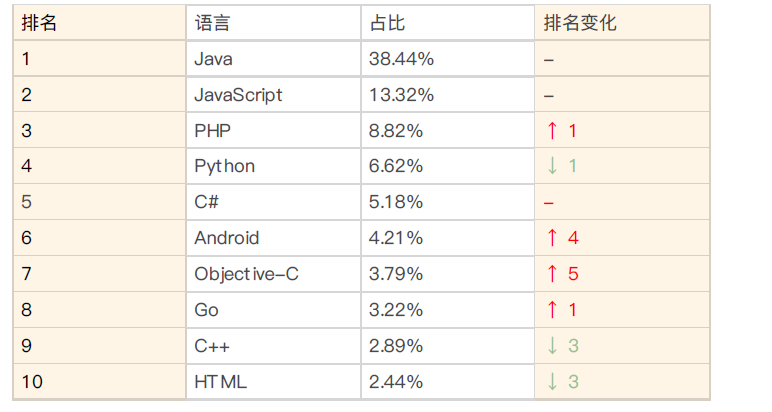 排名 语言 占比 排名变化
1 Java 38.44% –
2 JavaScript 13.32% –
3 PHP 8.82% ↑ 1
4 Python 6.62% ↓ 1
5 C# 5.18% –
6 Android 4.21% ↑ 4
7 Objective–C 3.79% ↑ 5
8 Go 3.22% ↑ 1
9 C++ 2.89% ↓ 3
10 HTML 2.44% ↓ 3